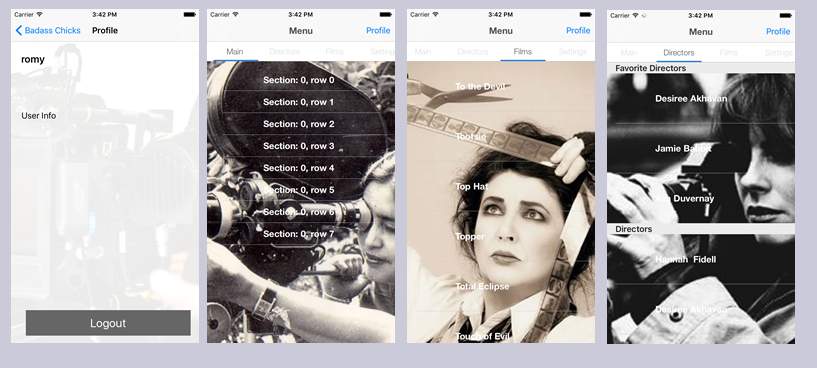 Carrier 3:42 PM
Badass Chicks Profile
romy
User Info
Logout
Carrier 3:42 PM
Menu Profile
Main Directors Films Setting
Section: 0, row 0
Section: 0, row 1
Section: 0, row 2
Section: 0, row 3
Section: 0, row 4
Section: 0, row 5
Section: 0, row 6
Section: 0, row 7
Carrier 3:42 PM
Menu Profile
Main Directors Films Settings
To the Devil
Tootsie
Top Hat
Topper
Total Eclipse
Touch of Evil
Carrier 3:42 PM
Menu Profile
Main Directors Films Settings
Favorite Directors
Desiree Akhavan
Jamie Babbit
Duvernay
Directors
Hannah Fidell
Desiree Akhavan